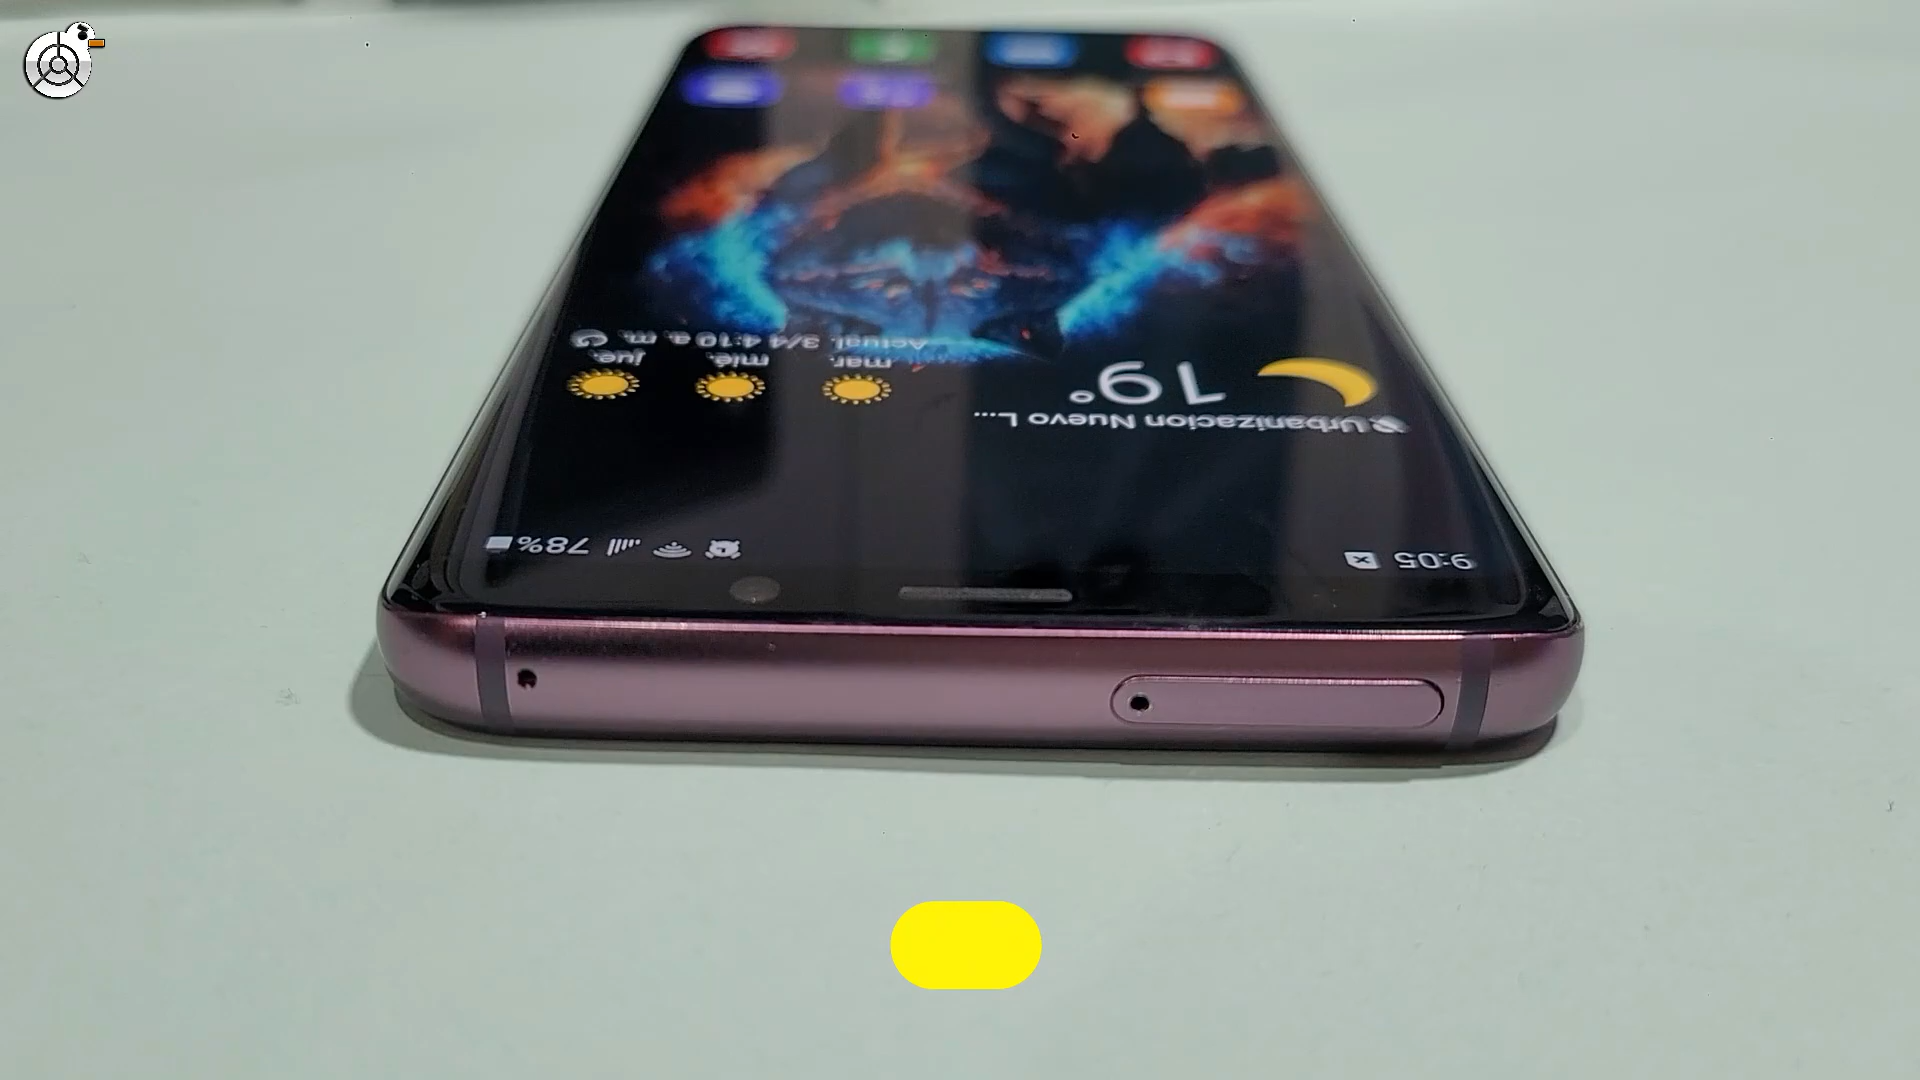 9:05
78%
Urbanizacion Nuevo L...
19°
mar.
mié.
jue.
Actual. 3/4 4:10 a. m.